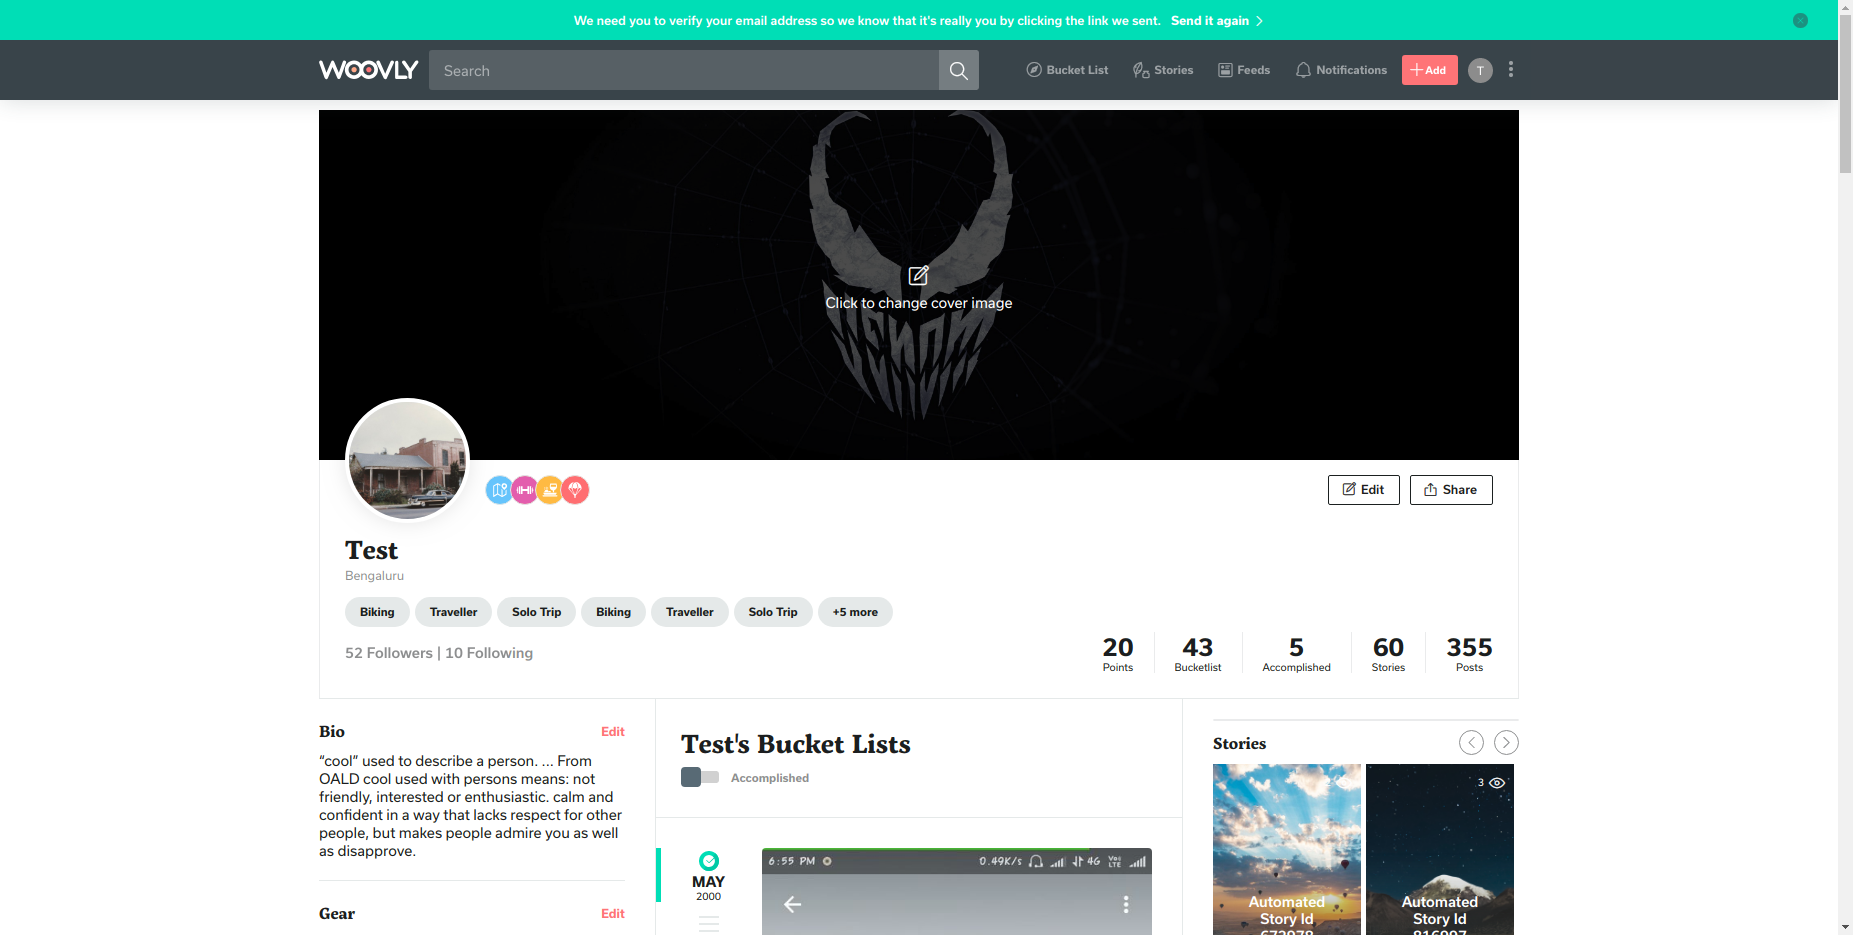 We need you to verify your email address so we know that it's really you by clicking the link we sent. Send it again
WOOVLY
Search
Bucket List
Stories
Feeds
Notifications
Add
T
Click to change cover image
VENOM
Edit
Share
Test
Bengaluru
Biking
Traveller
Solo Trip
Biking
Traveller
Solo Trip
+5 more
52 Followers | 10 Following
20
Points
43
Bucketlist
5
Accomplished
60
Stories
355
Posts
Bio
Edit
“cool” used to describe a person. ... From
OALD cool used with persons means: not
friendly, interested or enthusiastic. calm and
confident in a way that lacks respect for other
people, but makes people admire you as well
as disapprove.
Gear
Edit
Test's Bucket Lists
Accomplished
MAY
2000
6:55 PM
0.49K/s
4G
Vo
LTE
Stories
Automated
Story Id
672978
3
Automated
Story Id
816997